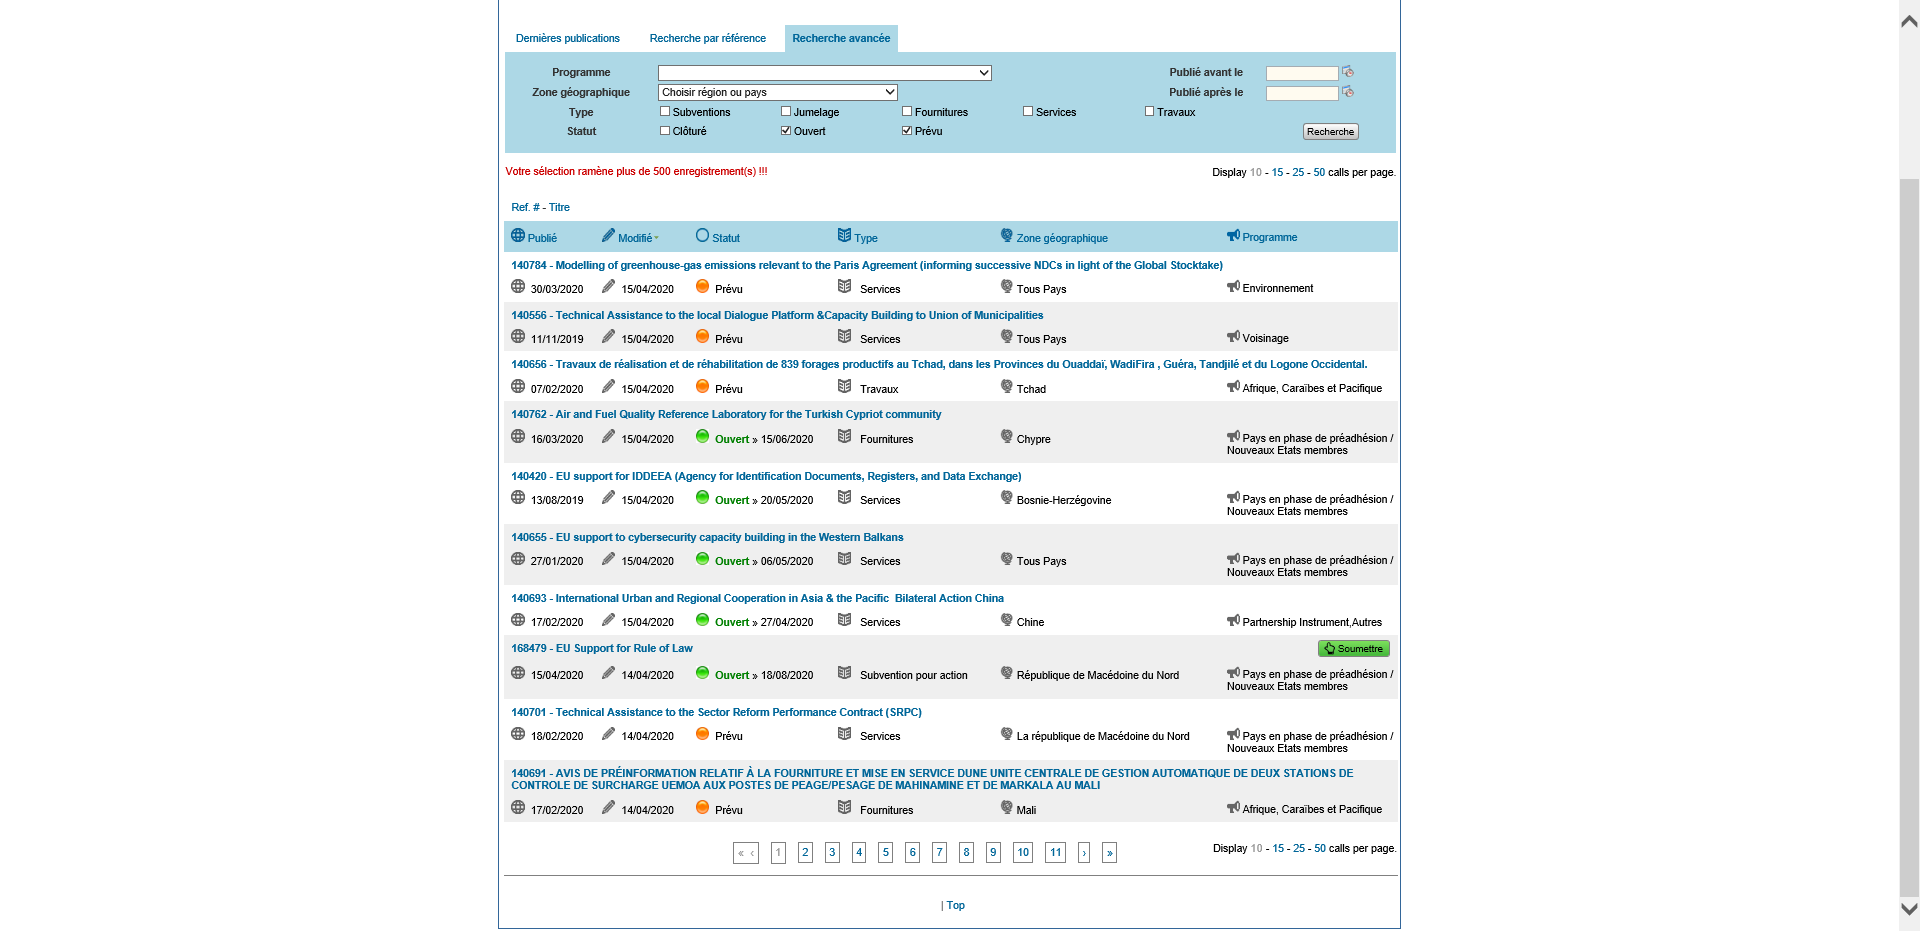 Dernières publications Recherche par référence Recherche avancée
Programme Publié avant le
Zone géographique Choisir région ou pays Publié après le
Type Subventions Jumelage Fournitures Services Travaux
Statut Clôturé Ouvert Prévu Recherche
Votre sélection ramène plus de 500 enregistrement(s) !!! Display 10 - 15 - 25 - 50 calls per page.
Ref. # - Titre
Publié Modifié Statut Type Zone géographique Programme
140784 - Modelling of greenhouse-gas emissions relevant to the Paris Agreement (informing successive NDCs in light of the Global Stocktake)
30/03/2020 15/04/2020 Prévu Services Tous Pays Environnement
140556 - Technical Assistance to the local Dialogue Platform &Capacity Building to Union of Municipalities
11/11/2019 15/04/2020 Prévu Services Tous Pays Voisinage
140656 - Travaux de réalisation et de réhabilitation de 839 forages productifs au Tchad, dans les Provinces du Ouaddaï, WadiFira , Guéra, Tandjilé et du Logone Occidental.
07/02/2020 15/04/2020 Prévu Travaux Tchad Afrique, Caraïbes et Pacifique
140762 - Air and Fuel Quality Reference Laboratory for the Turkish Cypriot community
16/03/2020 15/04/2020 Ouvert » 15/06/2020 Fournitures Chypre Pays en phase de préadhésion /
Nouveaux Etats membres
140420 - EU support for IDDEEA (Agency for Identification Documents, Registers, and Data Exchange)
13/08/2019 15/04/2020 Ouvert » 20/05/2020 Services Bosnie-Herzégovine Pays en phase de préadhésion /
Nouveaux Etats membres
140655 - EU support to cybersecurity capacity building in the Western Balkans
27/01/2020 15/04/2020 Ouvert » 06/05/2020 Services Tous Pays Pays en phase de préadhésion /
Nouveaux Etats membres
140693 - International Urban and Regional Cooperation in Asia & the Pacific  Bilateral Action China
17/02/2020 15/04/2020 Ouvert » 27/04/2020 Services Chine Partnership Instrument,Autres
168479 - EU Support for Rule of Law Soumettre
15/04/2020 14/04/2020 Ouvert » 18/08/2020 Subvention pour action République de Macédoine du Nord Pays en phase de préadhésion /
Nouveaux Etats membres
140701 - Technical Assistance to the Sector Reform Performance Contract (SRPC)
18/02/2020 14/04/2020 Prévu Services La république de Macédoine du Nord Pays en phase de préadhésion /
Nouveaux Etats membres
140691 - AVIS DE PRÉINFORMATION RELATIF À LA FOURNITURE ET MISE EN SERVICE DUNE UNITE CENTRALE DE GESTION AUTOMATIQUE DE DEUX STATIONS DE
CONTROLE DE SURCHARGE UEMOA AUX POSTES DE PEAGE/PESAGE DE MAHINAMINE ET DE MARKALA AU MALI
17/02/2020 14/04/2020 Prévu Fournitures Mali Afrique, Caraïbes et Pacifique
« ‹ 1 2 3 4 5 6 7 8 9 10 11 › » Display 10 - 15 - 25 - 50 calls per page.
| Top